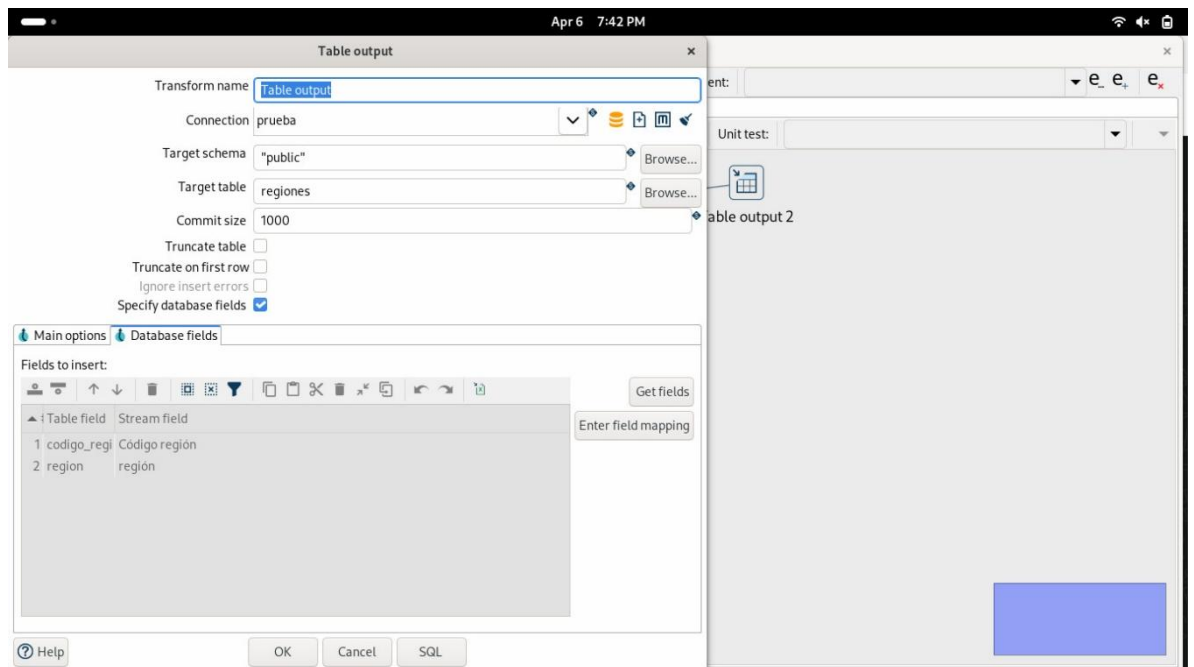 Apr 6 7:42 PM
Table output
Transform name Table output
Connection prueba
Target schema "public" Browse...
Target table regiones Browse...
Commit size 1000
Truncate table
Truncate on first row
Ignore insert errors
Specify database fields
Main options Database fields
Fields to insert:
Get fields
Enter field mapping
Table field Stream field
1 codigo_regi Código región
2 region región
Help OK Cancel SQL
ent:
Unit test:
able output 2